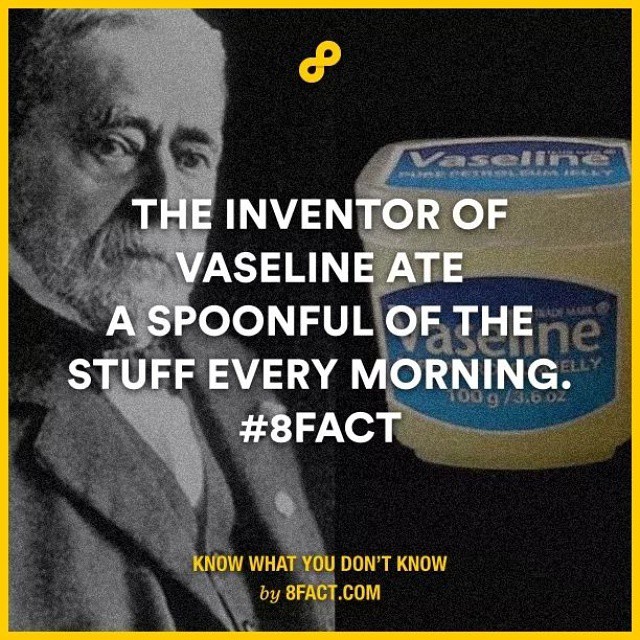 Vaseline
PURE PETROLEUM JELLY
THE INVENTOR OF
VASELINE ATE
A SPOONFUL OF THE
STUFF EVERY MORNING.
#8FACT
TRADE MARK
Vaseline
JELLY
100 g / 3.6 oz
KNOW WHAT YOU DON'T KNOW
by 8FACT.COM